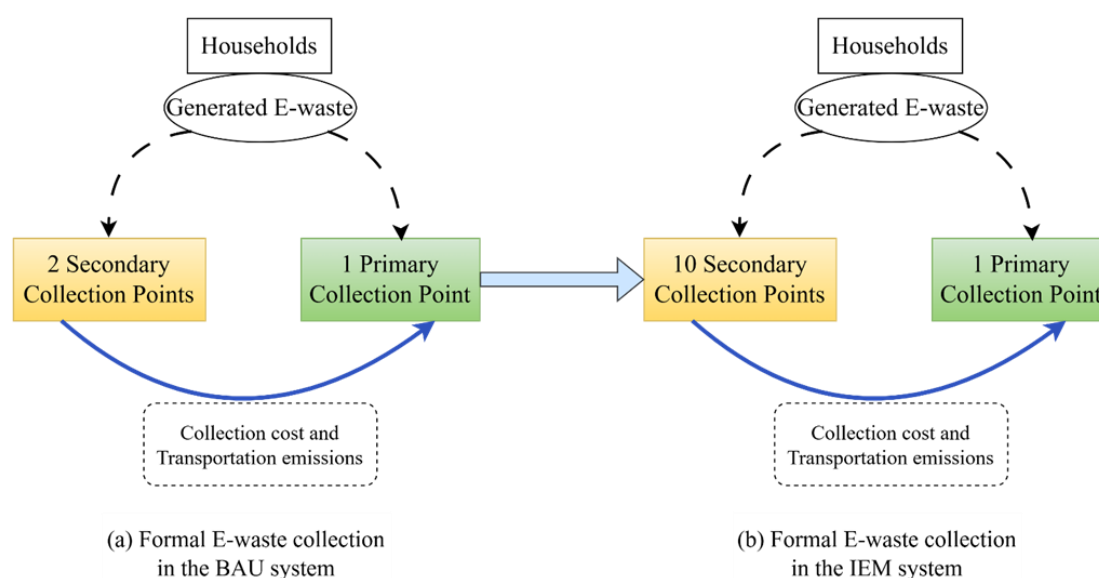 Households
Generated E-waste
2 Secondary
Collection Points
1 Primary
Collection Point
Collection cost and
Transportation emissions
(a) Formal E-waste collection
in the BAU system
Households
Generated E-waste
10 Secondary
Collection Points
1 Primary
Collection Point
Collection cost and
Transportation emissions
(b) Formal E-waste collection
in the IEM system